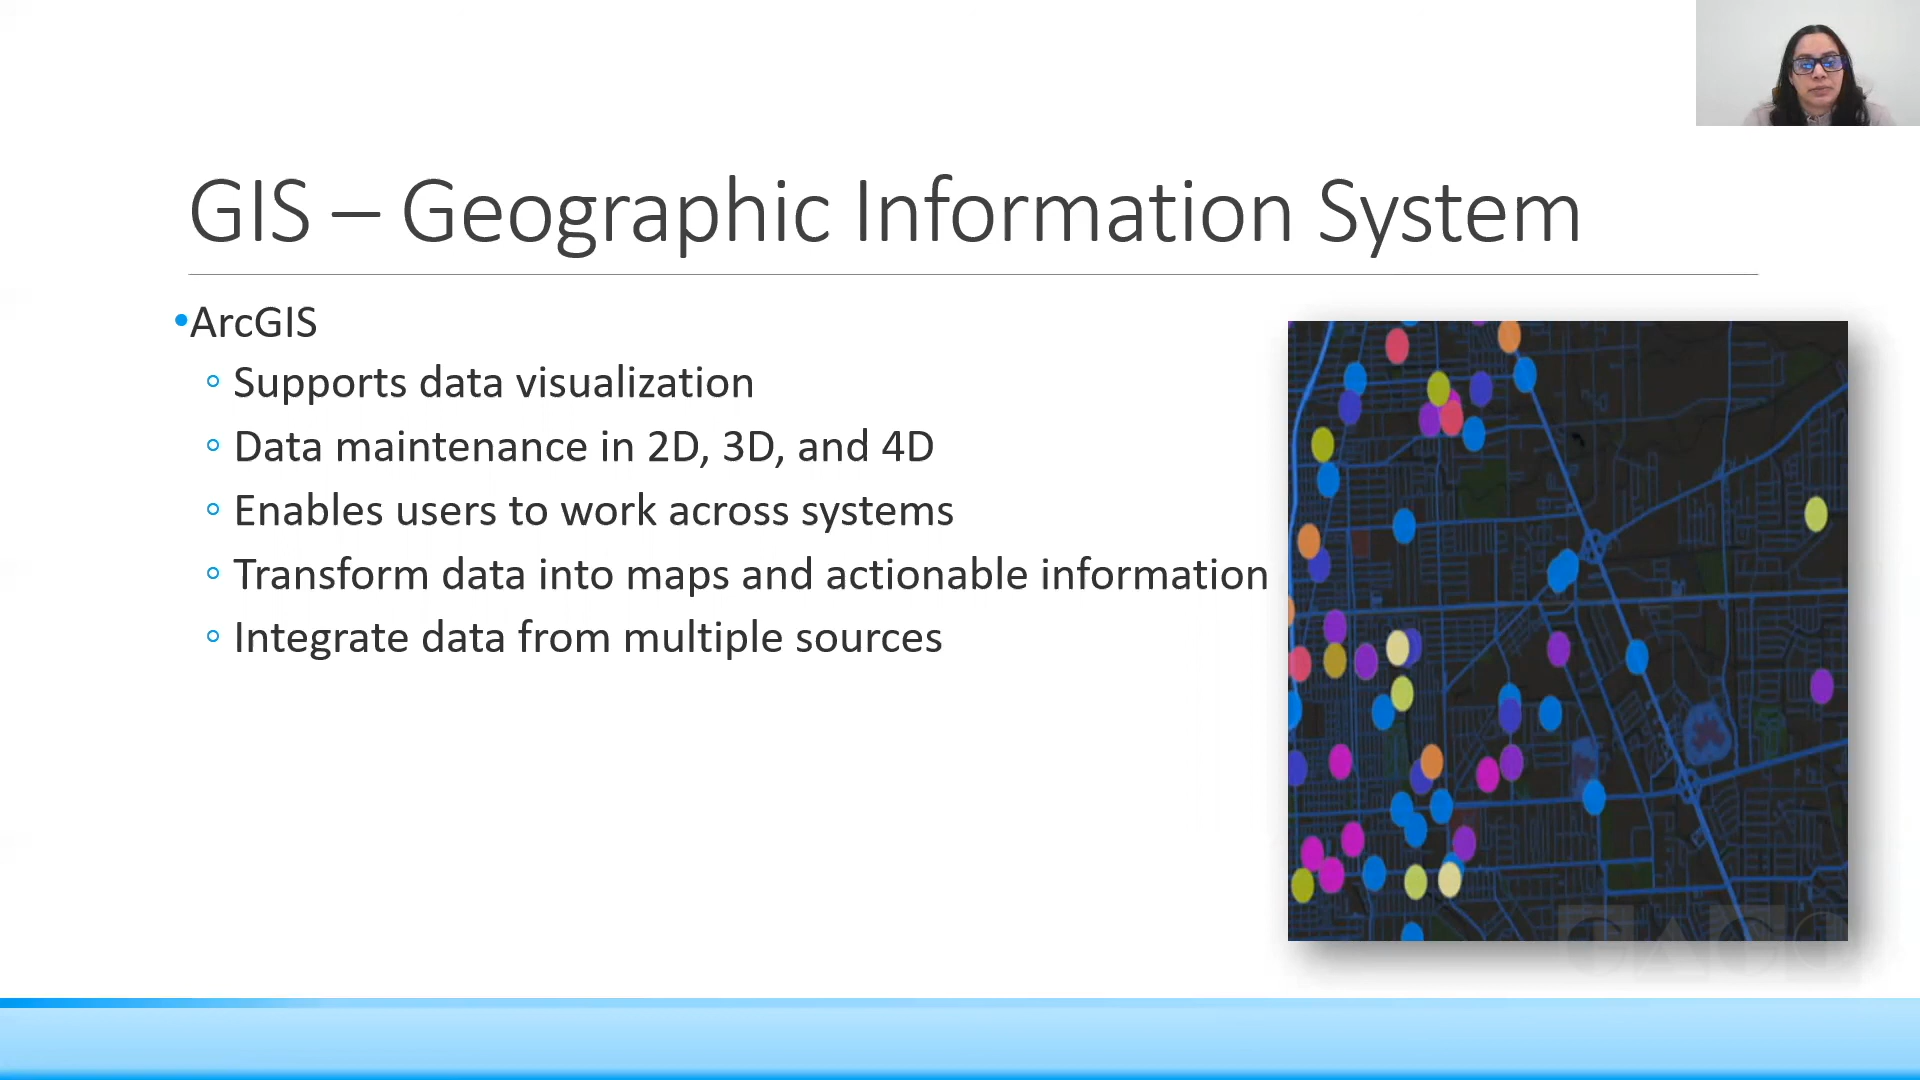 GIS – Geographic Information System
•ArcGIS
◦ Supports data visualization
◦ Data maintenance in 2D, 3D, and 4D
◦ Enables users to work across systems
◦ Transform data into maps and actionable information
◦ Integrate data from multiple sources